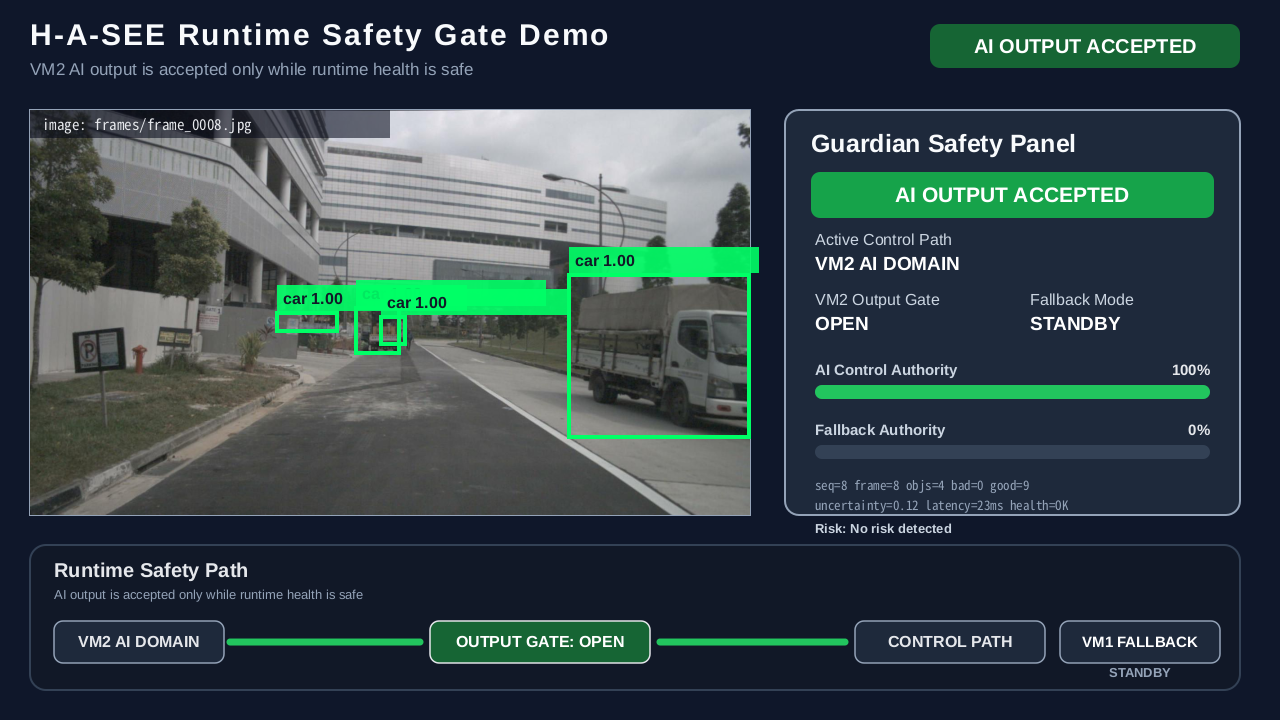 H-A-SEE Runtime Safety Gate Demo
VM2 AI output is accepted only while runtime health is safe
AI OUTPUT ACCEPTED
image: frames/frame_0008.jpg
car 1.00
car 1.00
car 1.00
Guardian Safety Panel
AI OUTPUT ACCEPTED
Active Control Path
VM2 AI DOMAIN
VM2 Output Gate
OPEN
Fallback Mode
STANDBY
AI Control Authority
100%
Fallback Authority
0%
seq=8 frame=8 objs=4 bad=0 good=9
uncertainty=0.12 latency=23ms health=OK
Risk: No risk detected
Runtime Safety Path
AI output is accepted only while runtime health is safe
VM2 AI DOMAIN
OUTPUT GATE: OPEN
CONTROL PATH
VM1 FALLBACK
STANDBY